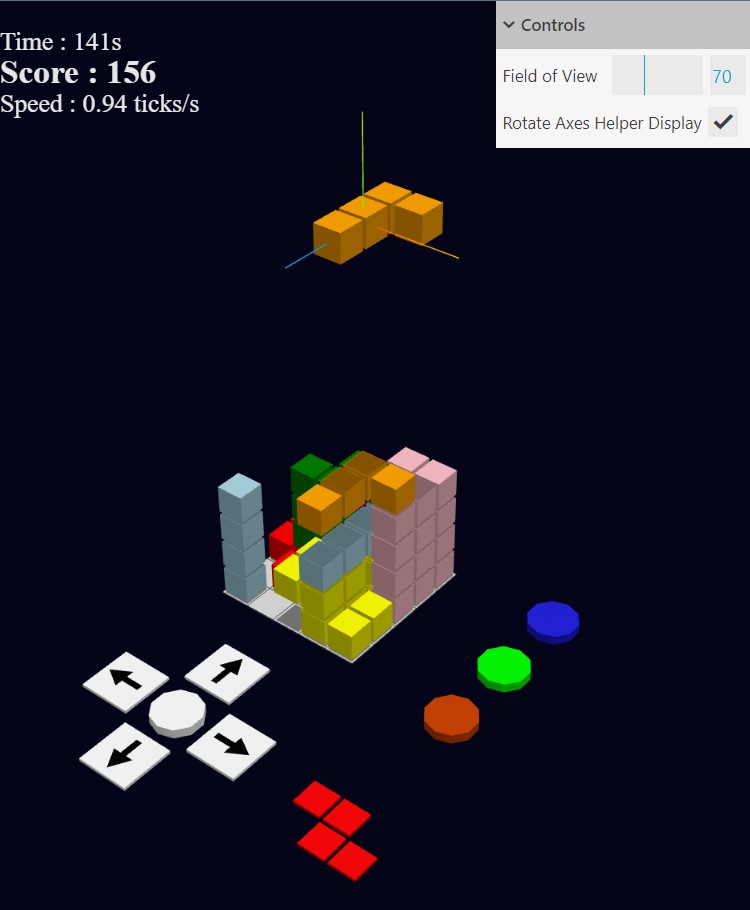 Time : 141s
Score : 156
Speed : 0.94 ticks/s
Controls
Field of View 70
Rotate Axes Helper Display